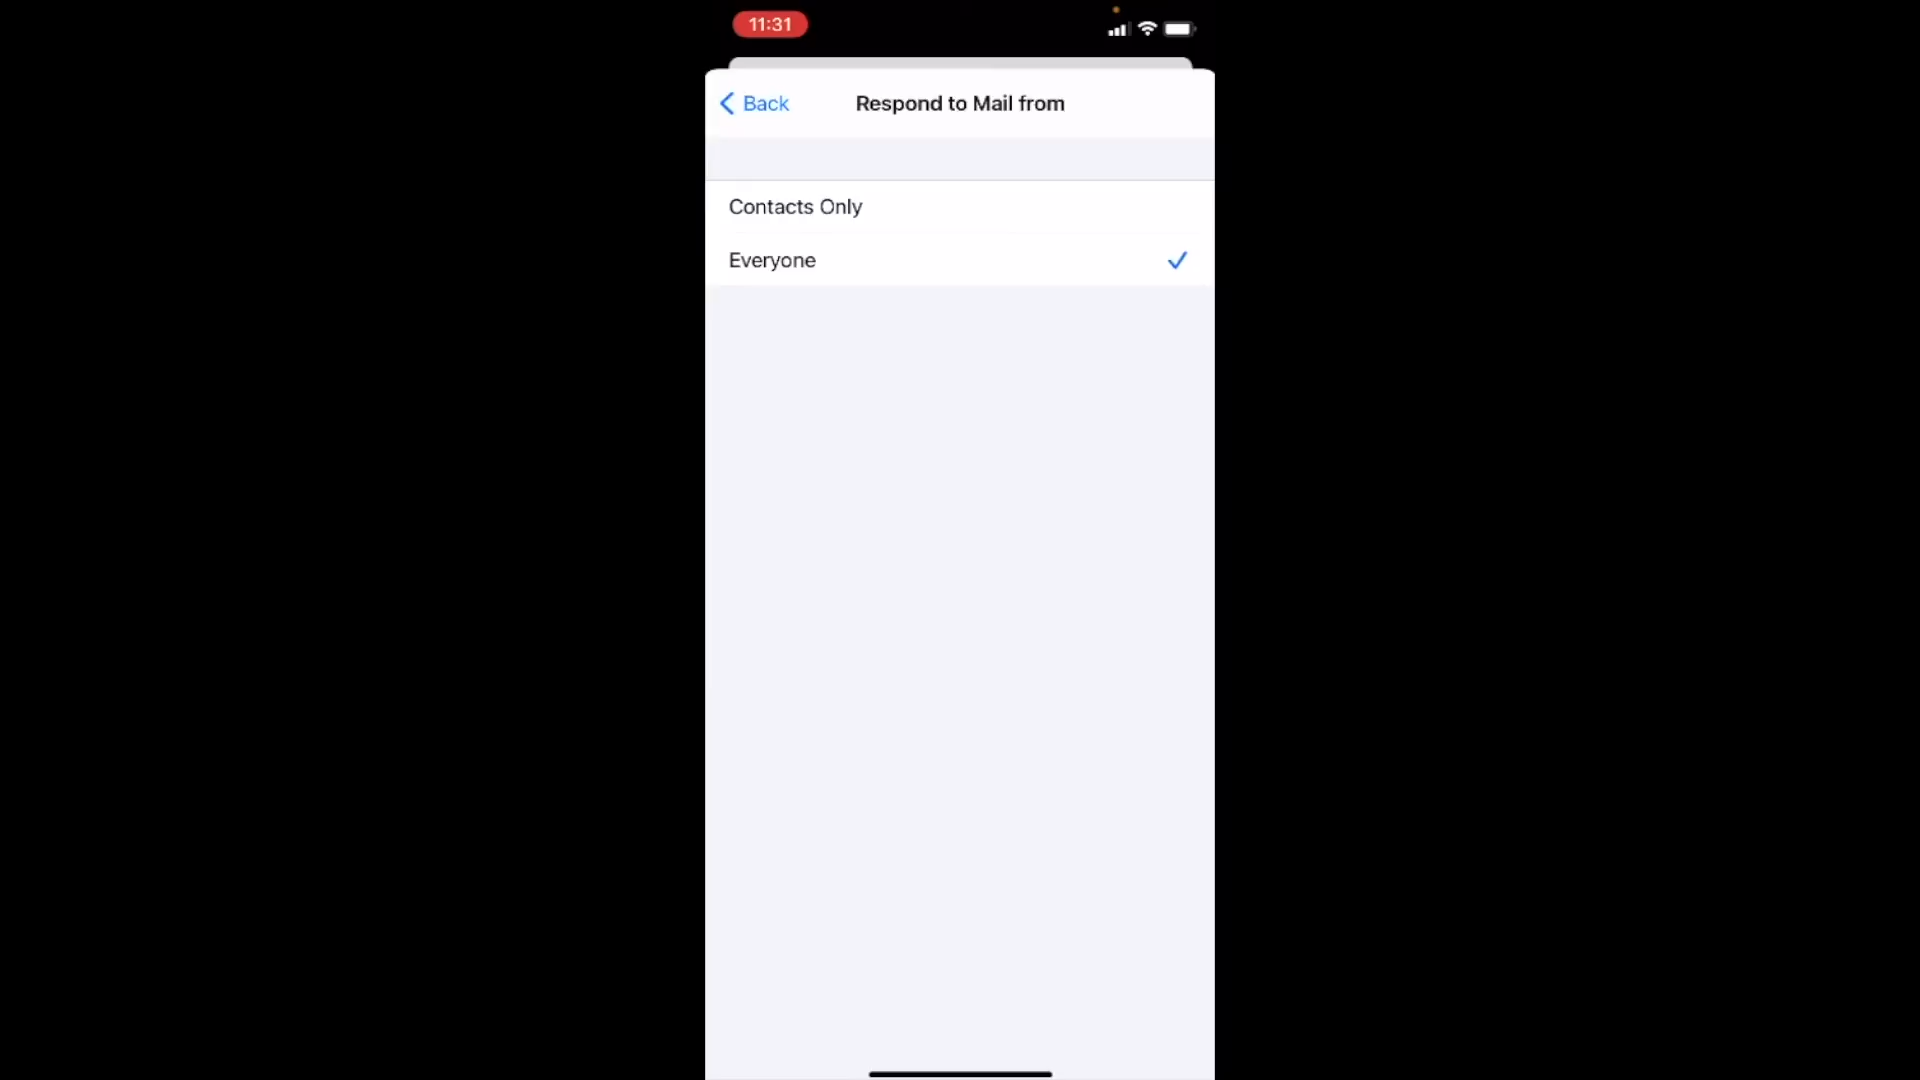 11:31
Back
Respond to Mail from
Contacts Only
Everyone